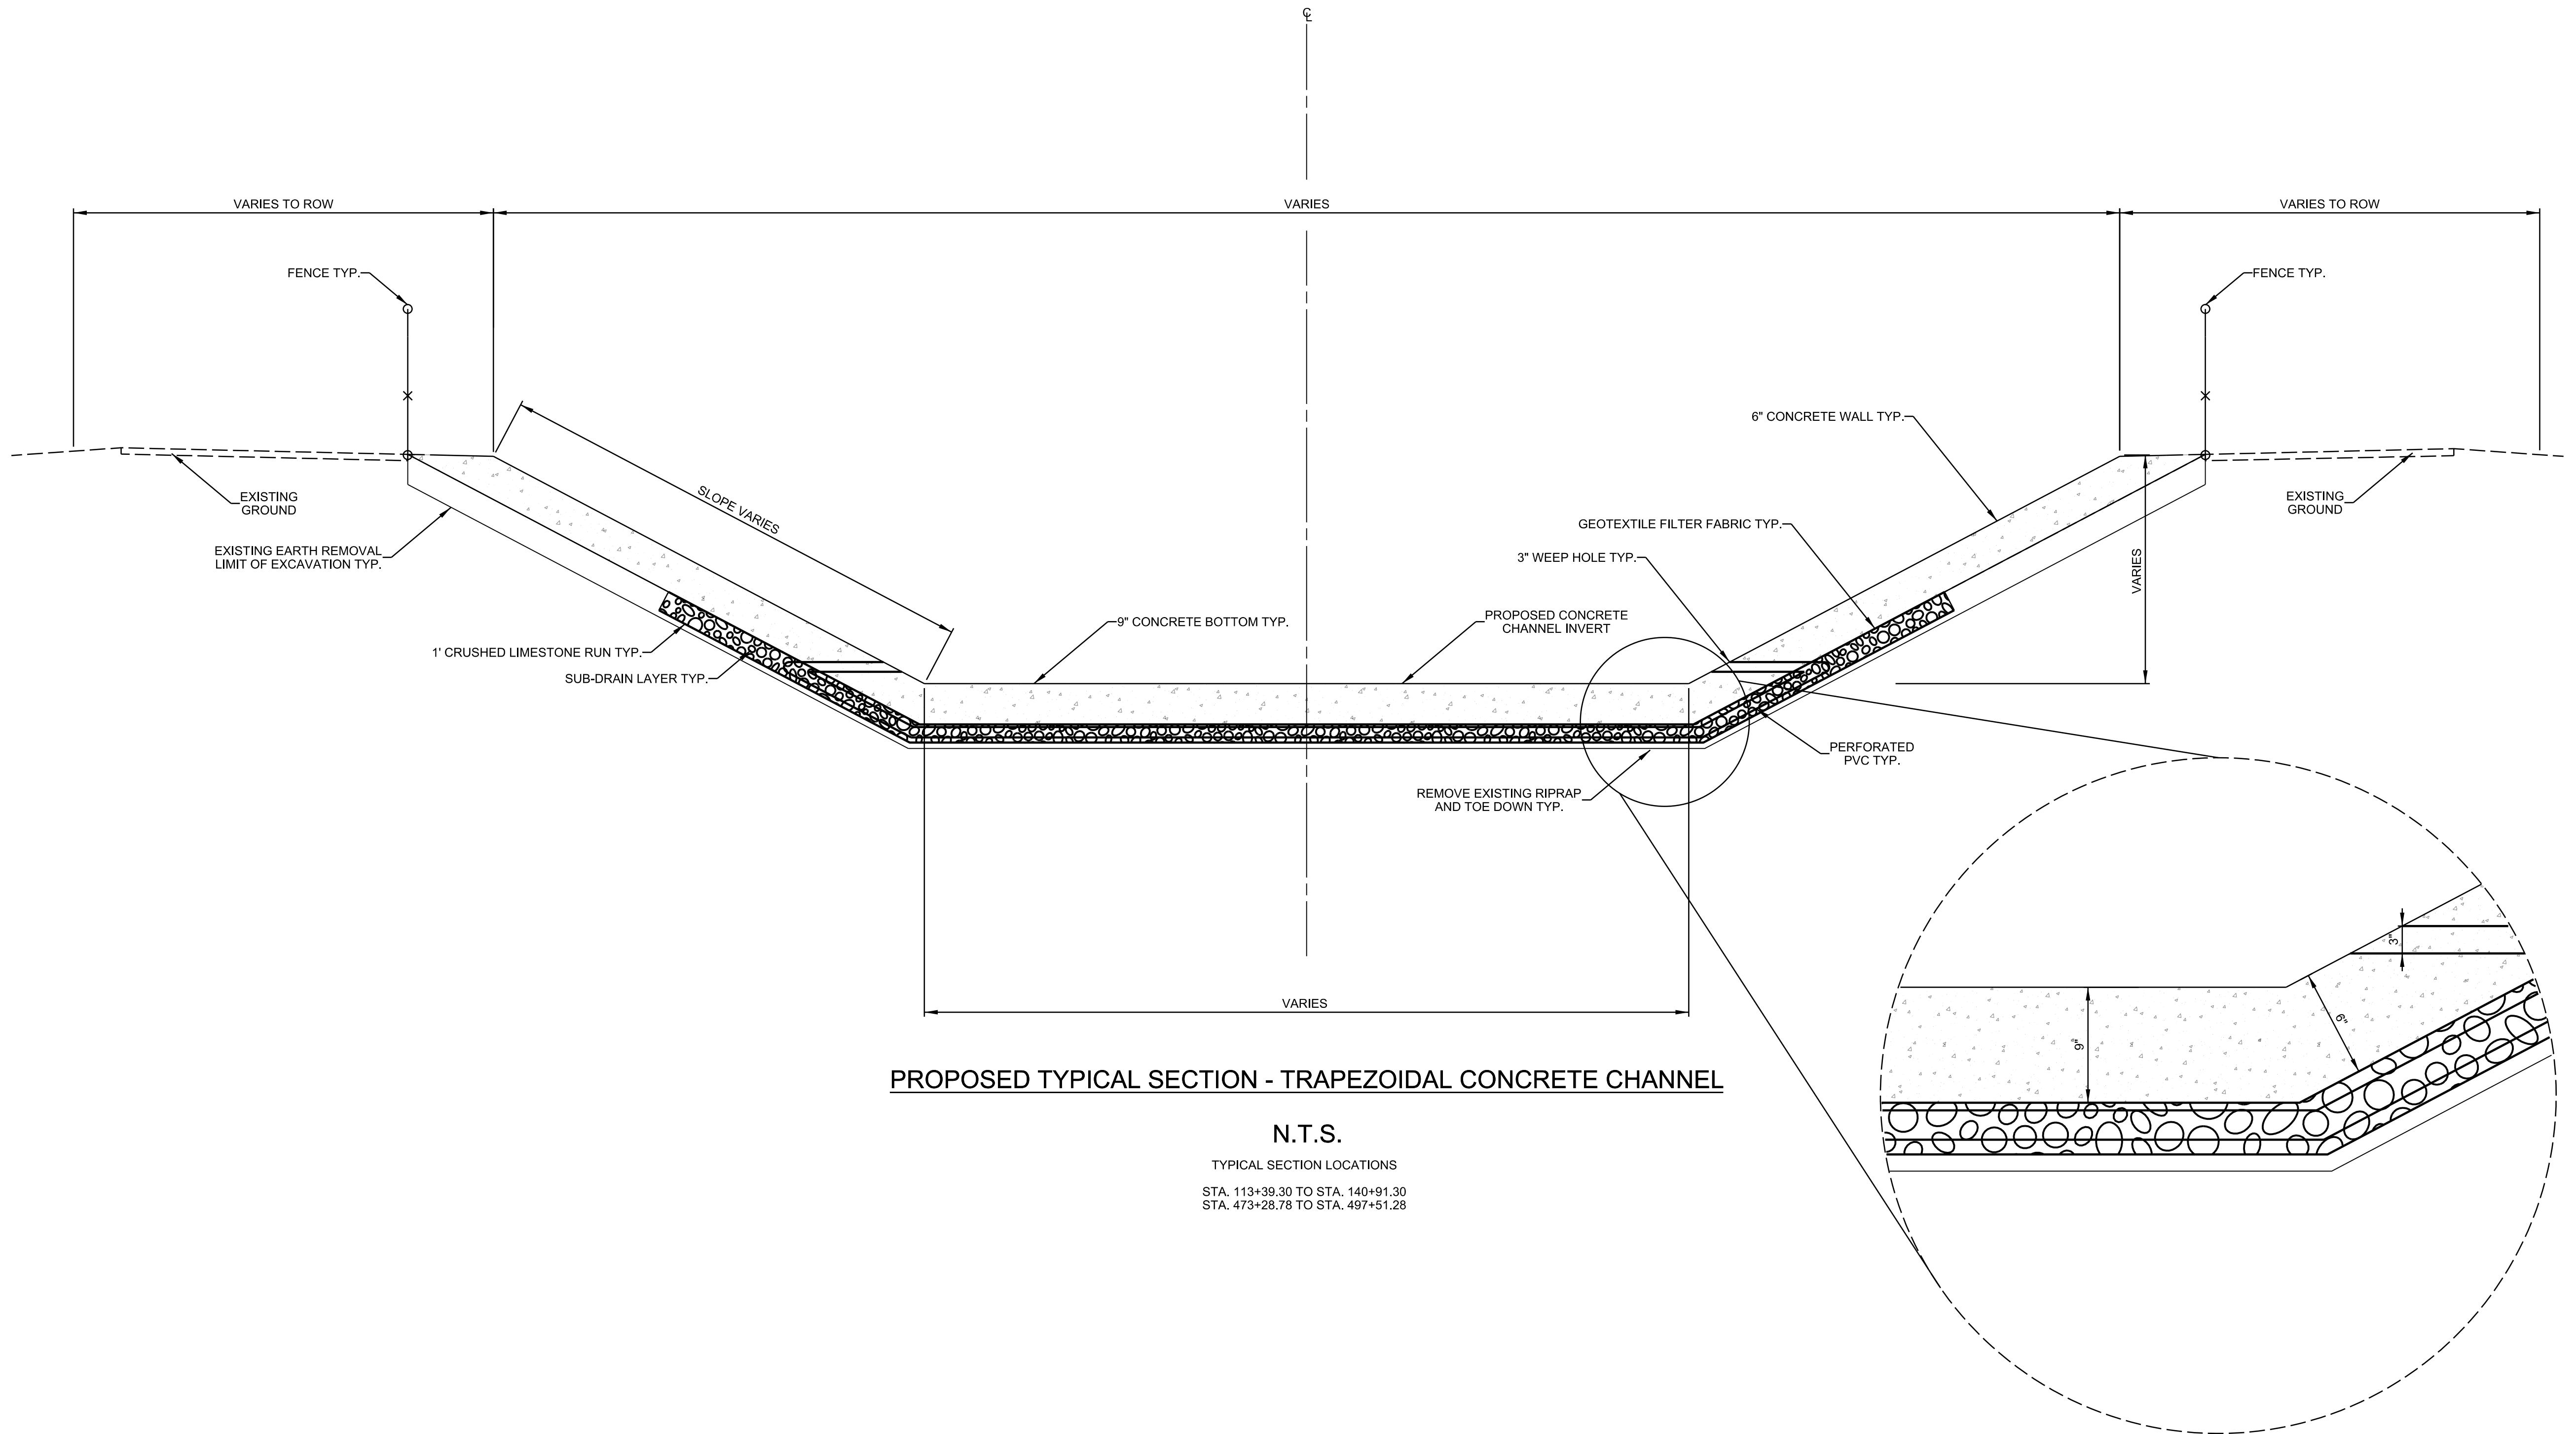 ℄
VARIES TO ROW
VARIES
VARIES TO ROW
FENCE TYP.
FENCE TYP.
6" CONCRETE WALL TYP.
EXISTING
GROUND
SLOPE VARIES
EXISTING
GROUND
GEOTEXTILE FILTER FABRIC TYP.
EXISTING EARTH REMOVAL
LIMIT OF EXCAVATION TYP.
3" WEEP HOLE TYP.
VARIES
9" CONCRETE BOTTOM TYP.
PROPOSED CONCRETE
CHANNEL INVERT
1' CRUSHED LIMESTONE RUN TYP.
SUB-DRAIN LAYER TYP.
PERFORATED
PVC TYP.
REMOVE EXISTING RIPRAP
AND TOE DOWN TYP.
3"
6"
9"
VARIES
PROPOSED TYPICAL SECTION - TRAPEZOIDAL CONCRETE CHANNEL
N.T.S.
TYPICAL SECTION LOCATIONS
STA. 113+39.30 TO STA. 140+91.30
STA. 473+28.78 TO STA. 497+51.28